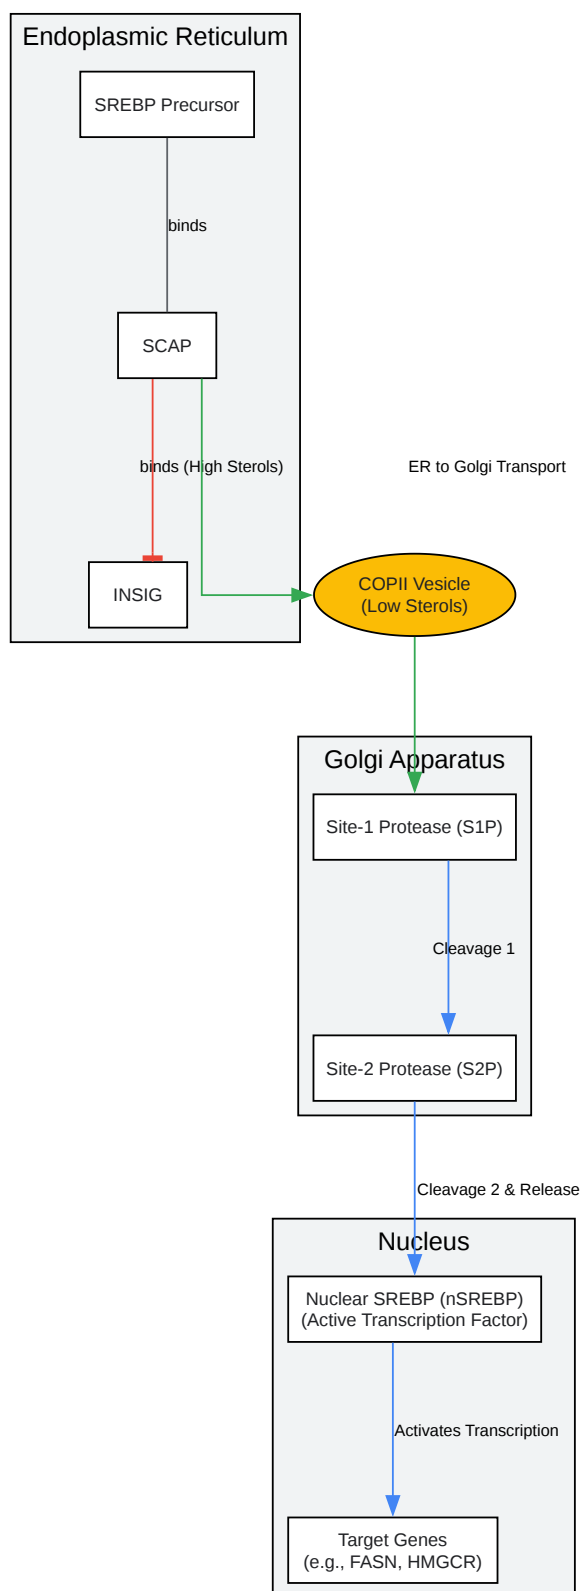 Endoplasmic Reticulum
SREBP Precursor
binds
SCAP
binds (High Sterols)
ER to Golgi Transport
INSIG
COPII Vesicle
(Low Sterols)
Golgi Apparatus
Site-1 Protease (S1P)
Cleavage 1
Site-2 Protease (S2P)
Cleavage 2 & Release
Nucleus
Nuclear SREBP (nSREBP)
(Active Transcription Factor)
Activates Transcription
Target Genes
(e.g., FASN, HMGCR)